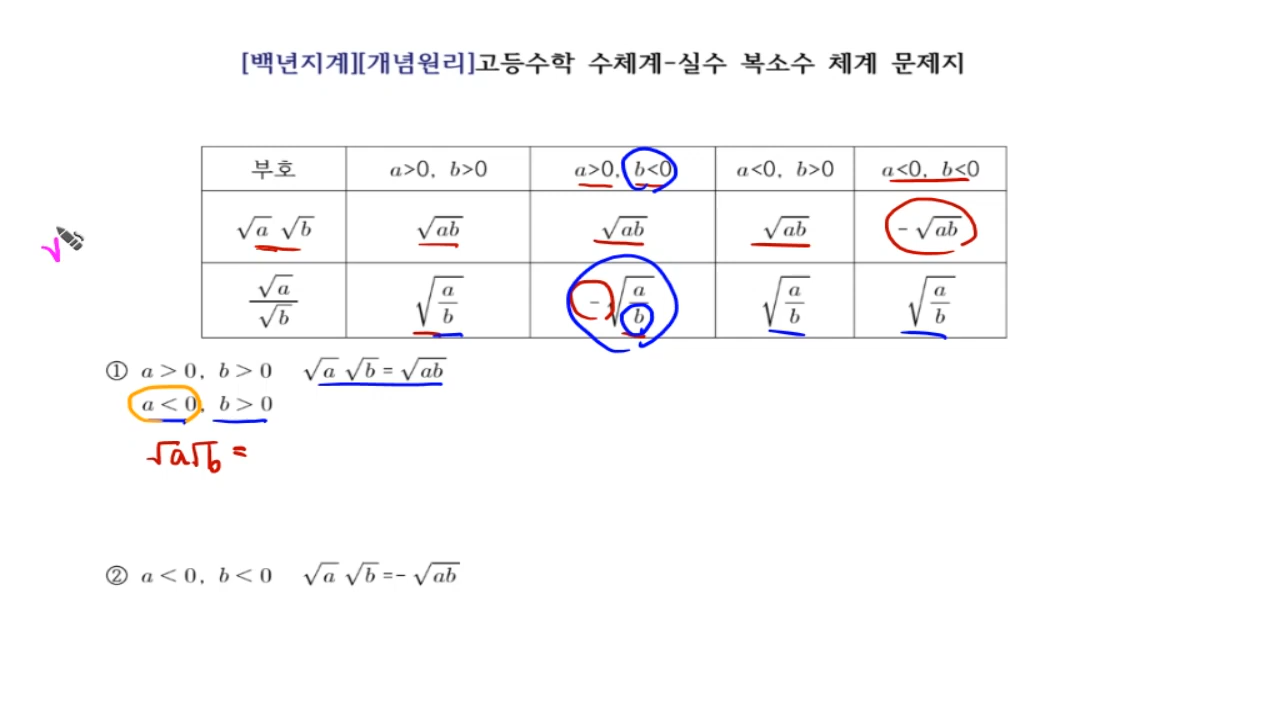 [백년지계][개념원리]고등수학 수체계-실수 복소수 체계 문제지
부호 a>0, b>0 a>0, b<0 a<0, b>0 a<0, b<0
√a √b √ab √ab √ab -√ab
√a/√b √(a/b) -√(a/b) √(a/b) √(a/b)
① a>0, b>0 √a √b=√ab
a<0, b>0
√a√b=
② a<0, b<0 √a √b=-√ab